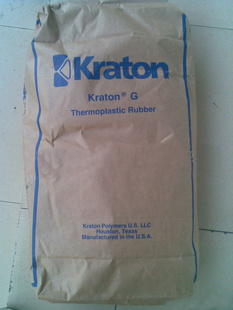 Kraton
Kraton® G
Thermoplastic Rubber
Kraton Polymers U.S. LLC
Houston, Texas
Manufactured in the U.S.A.